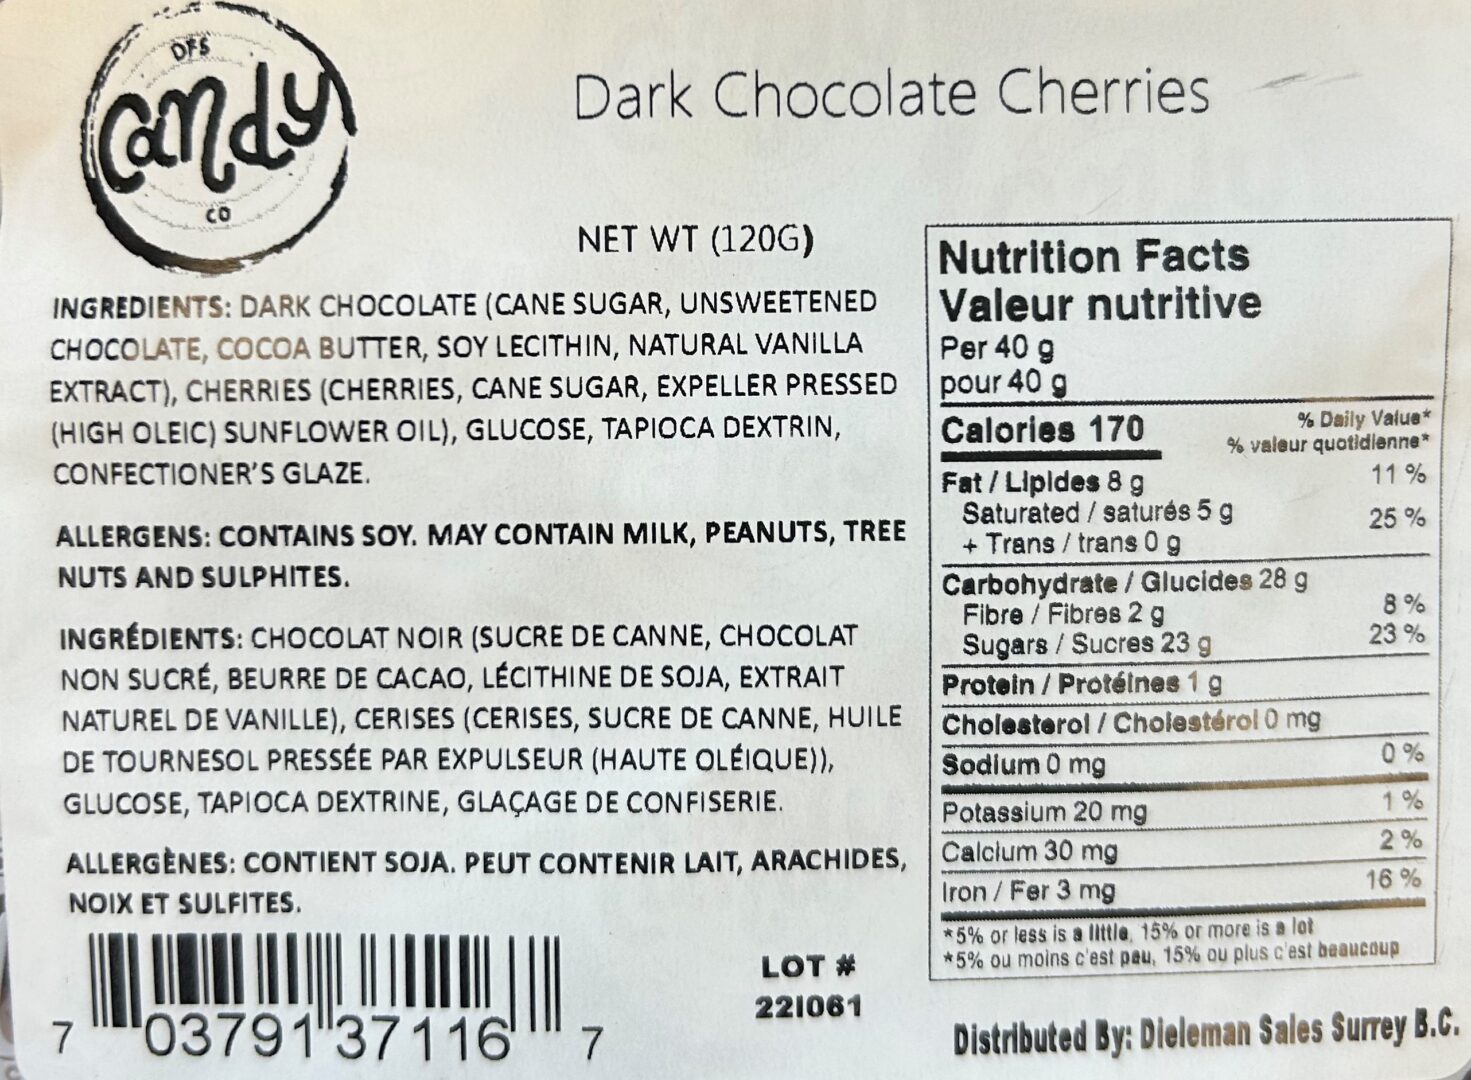 DFS
Candy
CO
Dark Chocolate Cherries
NET WT (120G)
INGREDIENTS: DARK CHOCOLATE (CANE SUGAR, UNSWEETENED
CHOCOLATE, COCOA BUTTER, SOY LECITHIN, NATURAL VANILLA
EXTRACT), CHERRIES (CHERRIES, CANE SUGAR, EXPELLER PRESSED
(HIGH OLEIC) SUNFLOWER OIL), GLUCOSE, TAPIOCA DEXTRIN,
CONFECTIONER'S GLAZE.
ALLERGENS: CONTAINS SOY. MAY CONTAIN MILK, PEANUTS, TREE
NUTS AND SULPHITES.
INGRÉDIENTS: CHOCOLAT NOIR (SUCRE DE CANNE, CHOCOLAT
NON SUCRÉ, BEURRE DE CACAO, LÉCITHINE DE SOJA, EXTRAIT
NATUREL DE VANILLE), CERISES (CERISES, SUCRE DE CANNE, HUILE
DE TOURNESOL PRESSÉE PAR EXPULSEUR (HAUTE OLÉIQUE)),
GLUCOSE, TAPIOCA DEXTRINE, GLAÇAGE DE CONFISERIE.
ALLERGÈNES: CONTIENT SOJA. PEUT CONTENIR LAIT, ARACHIDES,
NOIX ET SULFITES.
7 03791 37116 7
LOT #
221061
Nutrition Facts
Valeur nutritive
Per 40 g
pour 40 g
Calories 170
% Daily Value*
% valeur quotidienne*
Fat / Lipides 8 g 11 %
Saturated / saturés 5 g 25 %
+ Trans / trans 0 g
Carbohydrate / Glucides 28 g
Fibre / Fibres 2 g 8 %
Sugars / Sucres 23 g 23 %
Protein / Protéines 1 g
Cholesterol / Cholestérol 0 mg
Sodium 0 mg 0 %
Potassium 20 mg 1 %
Calcium 30 mg 2 %
Iron / Fer 3 mg 16 %
*5% or less is a little, 15% or more is a lot
*5% ou moins c'est peu, 15% ou plus c'est beaucoup
Distributed By: Dieleman Sales Surrey B.C.